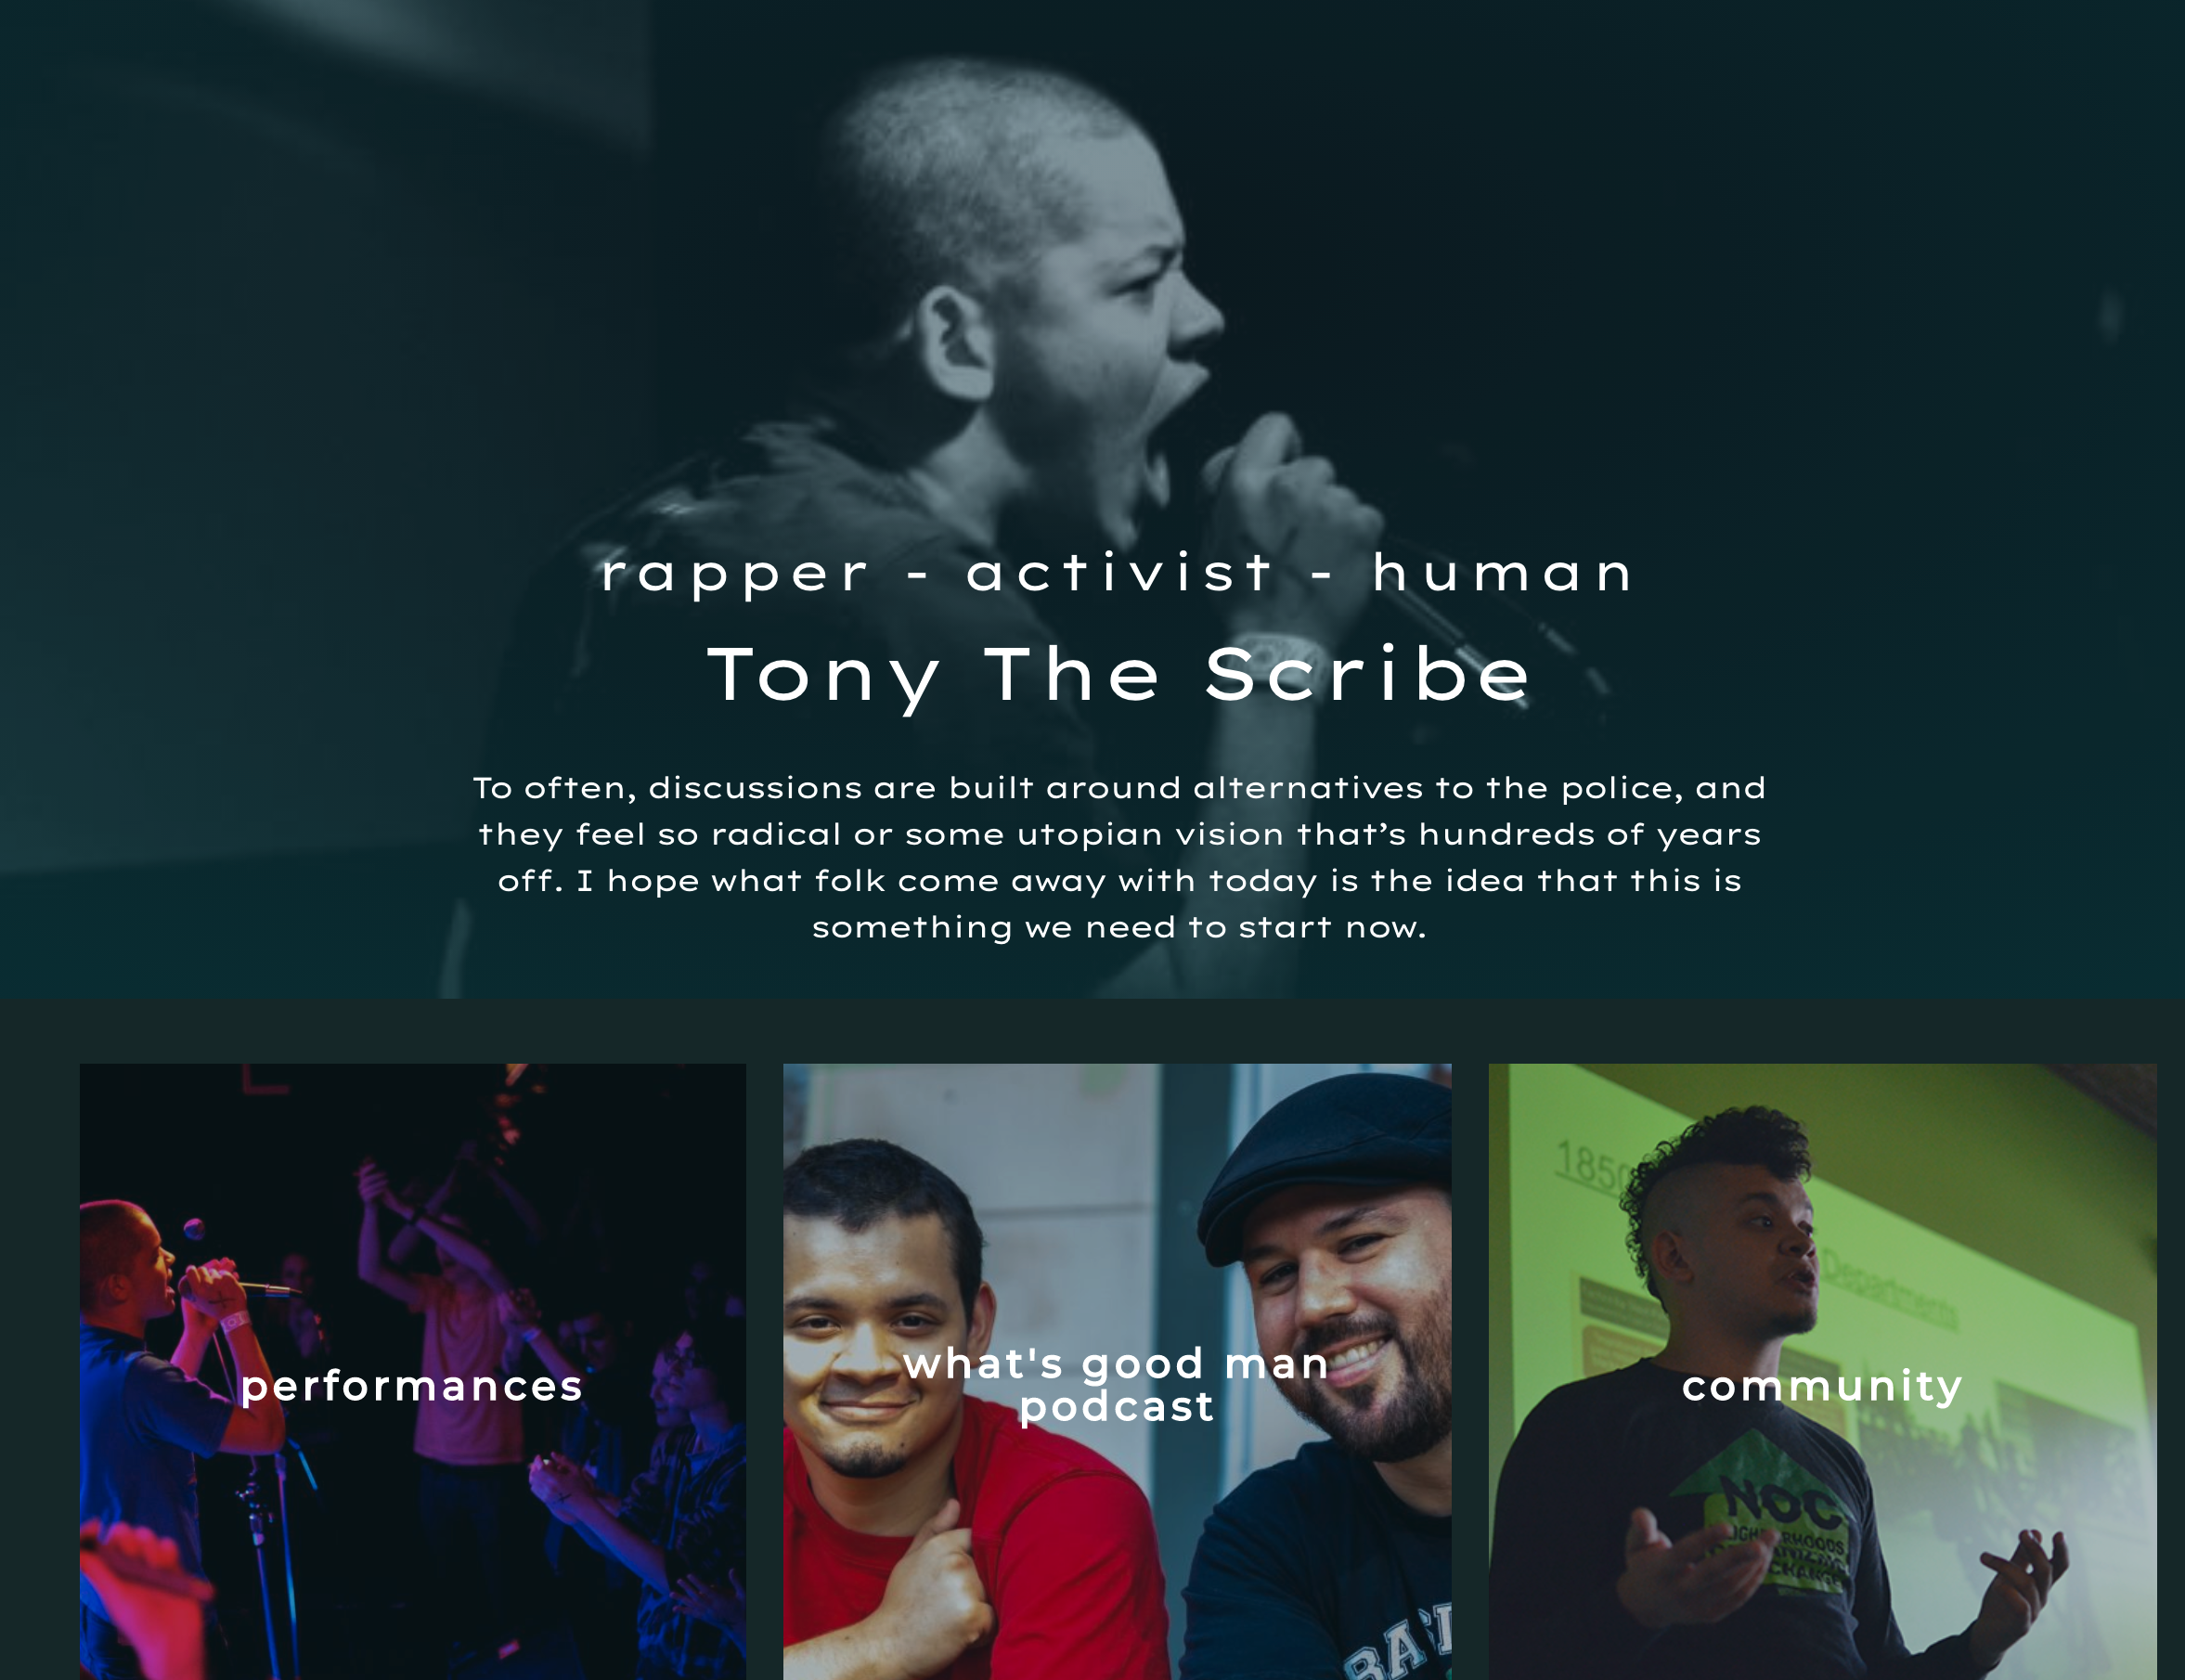 rapper - activist - human
Tony The Scribe
To often, discussions are built around alternatives to the police, and
they feel so radical or some utopian vision that’s hundreds of years
off. I hope what folk come away with today is the idea that this is
something we need to start now.
performances
what's good man
podcast
community
Departments
NOC